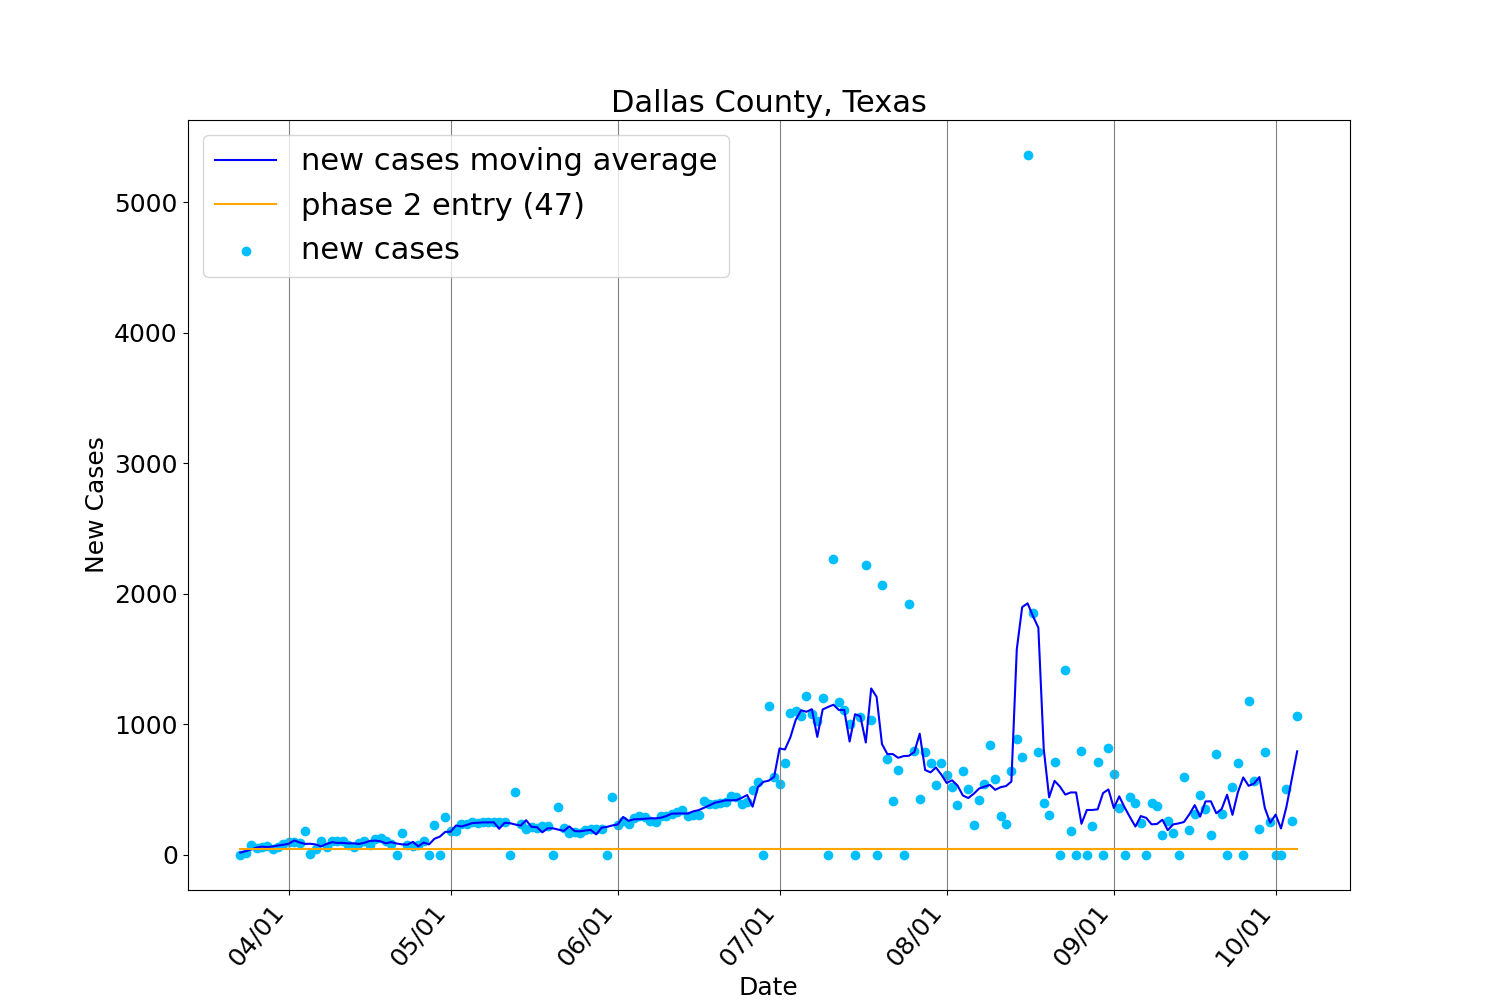 Dallas County, Texas
new cases moving average
phase 2 entry (47)
new cases
New Cases
5000
4000
3000
2000
1000
0
04/01
05/01
06/01
07/01
08/01
09/01
10/01
Date